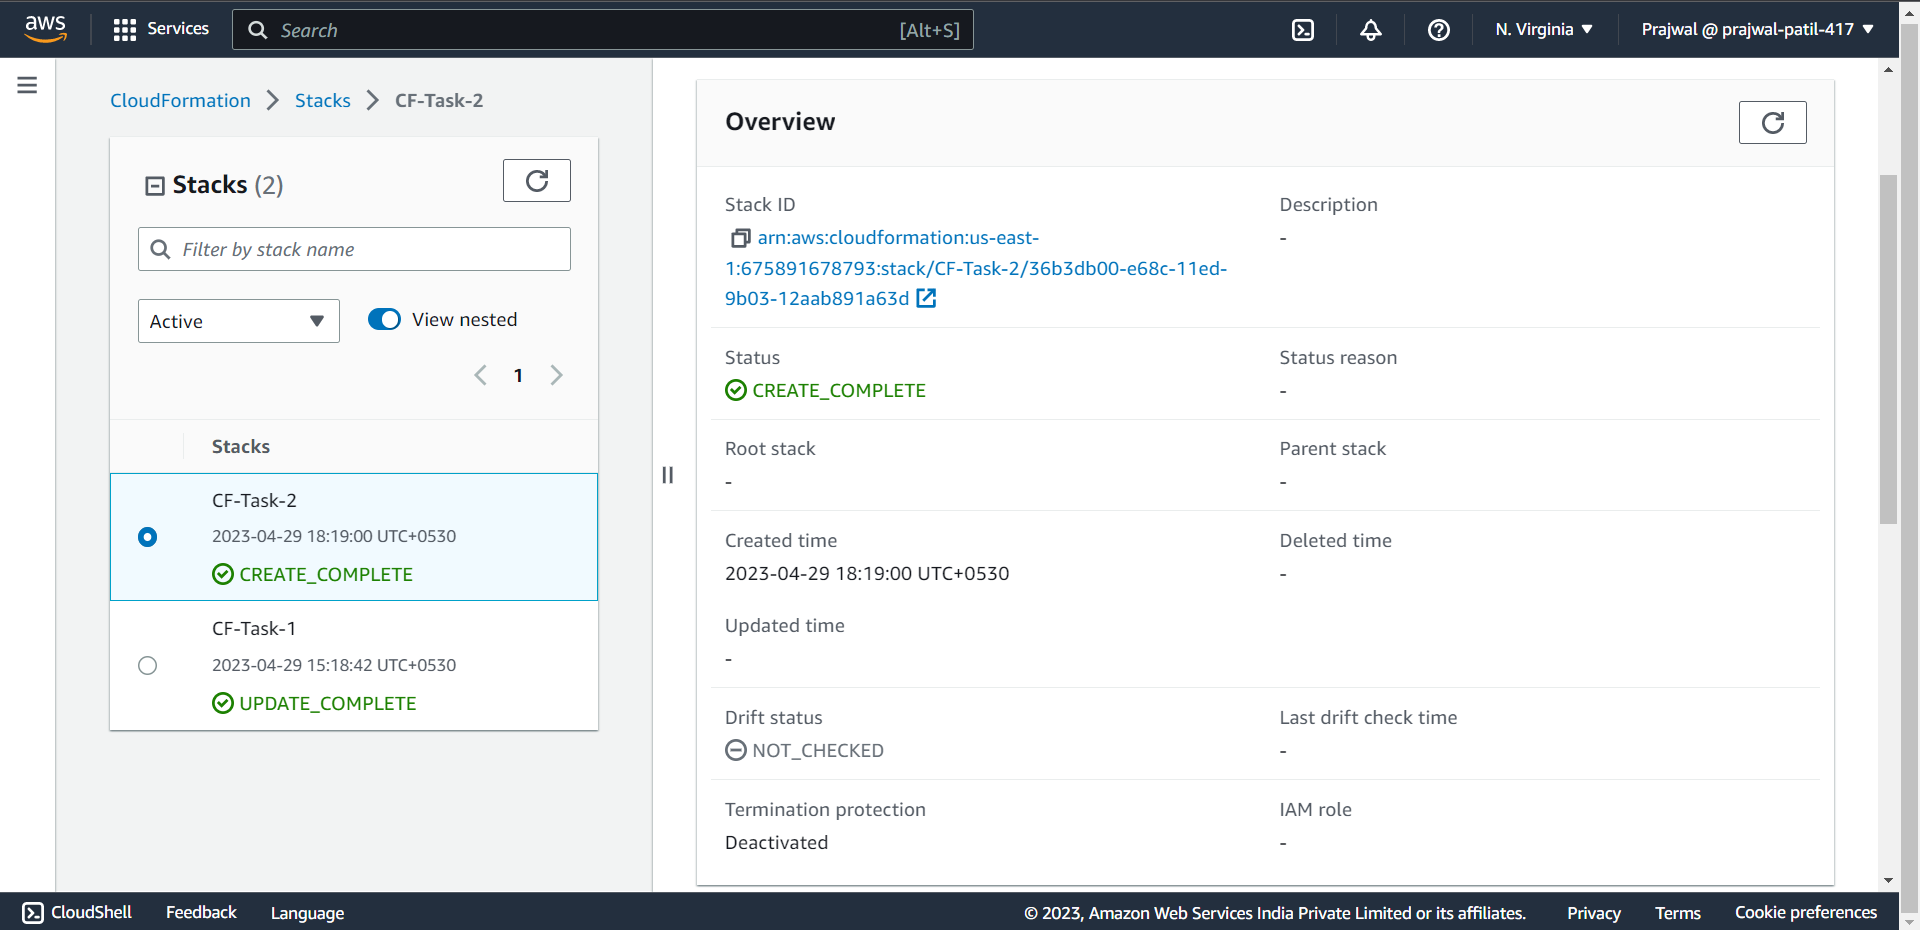 aws
Services
Search
[Alt+S]
N. Virginia
Prajwal @ prajwal-patil-417
CloudFormation
Stacks
CF-Task-2
Stacks (2)
Filter by stack name
Active
View nested
1
Stacks
CF-Task-2
2023-04-29 18:19:00 UTC+0530
CREATE_COMPLETE
CF-Task-1
2023-04-29 15:18:42 UTC+0530
UPDATE_COMPLETE
Overview
Stack ID
arn:aws:cloudformation:us-east-
1:675891678793:stack/CF-Task-2/36b3db00-e68c-11ed-
9b03-12aab891a63d
Description
-
Status
CREATE_COMPLETE
Status reason
-
Root stack
-
Parent stack
-
Created time
2023-04-29 18:19:00 UTC+0530
Deleted time
-
Updated time
-
Drift status
NOT_CHECKED
Last drift check time
-
Termination protection
Deactivated
IAM role
-
CloudShell
Feedback
Language
© 2023, Amazon Web Services India Private Limited or its affiliates.
Privacy
Terms
Cookie preferences